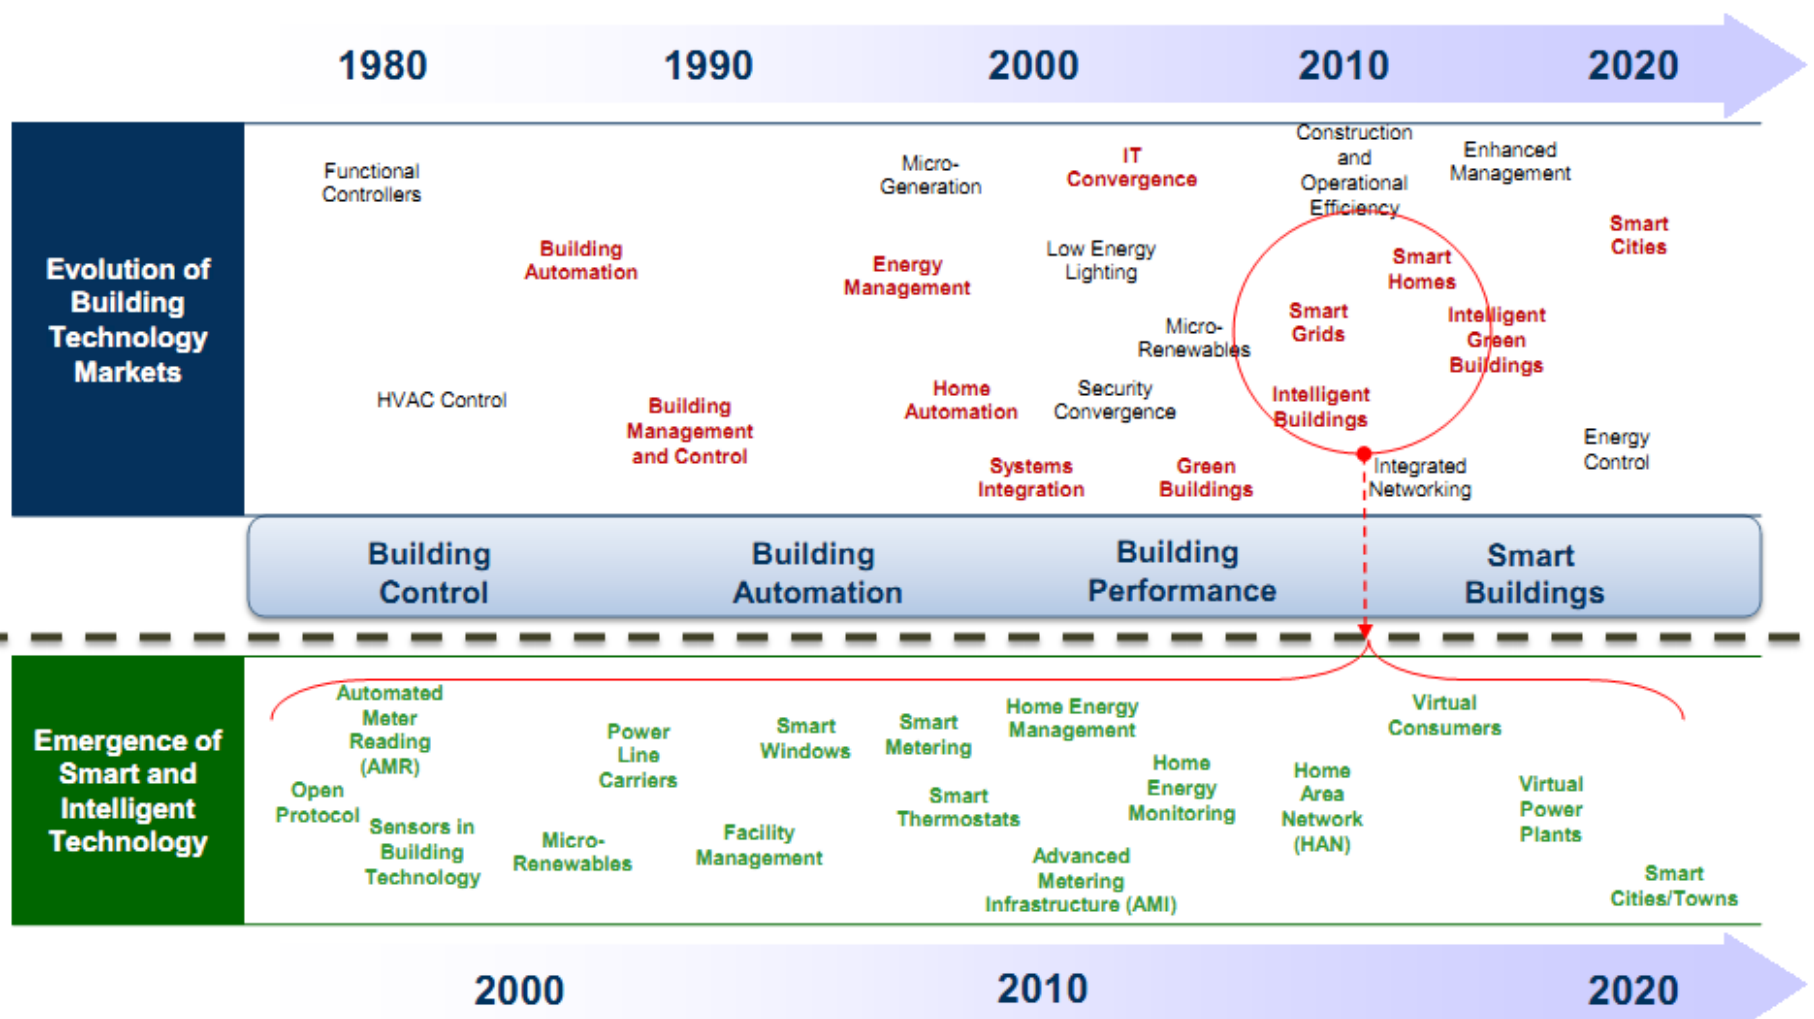 1980 1990 2000 2010 2020
Evolution of
Building
Technology
Markets
Functional
Controllers
HVAC Control
Building
Automation
Building
Management
and Control
Micro-
Generation
Energy
Management
Home
Automation
Systems
Integration
IT
Convergence
Low Energy
Lighting
Micro-
Renewables
Security
Convergence
Green
Buildings
Construction
and
Operational
Efficiency
Smart
Homes
Smart
Grids
Intelligent
Green
Buildings
Intelligent
Buildings
Integrated
Networking
Enhanced
Management
Smart
Cities
Energy
Control
Building
Control
Building
Automation
Building
Performance
Smart
Buildings
Emergence of
Smart and
Intelligent
Technology
Automated
Meter
Reading
(AMR)
Open
Protocol
Sensors in
Building
Technology
Power
Line
Carriers
Micro-
Renewables
Smart
Windows
Facility
Management
Smart
Metering
Smart
Thermostats
Home Energy
Management
Home
Energy
Monitoring
Advanced
Metering
Infrastructure (AMI)
Home
Area
Network
(HAN)
Virtual
Consumers
Virtual
Power
Plants
Smart
Cities/Towns
2000 2010 2020